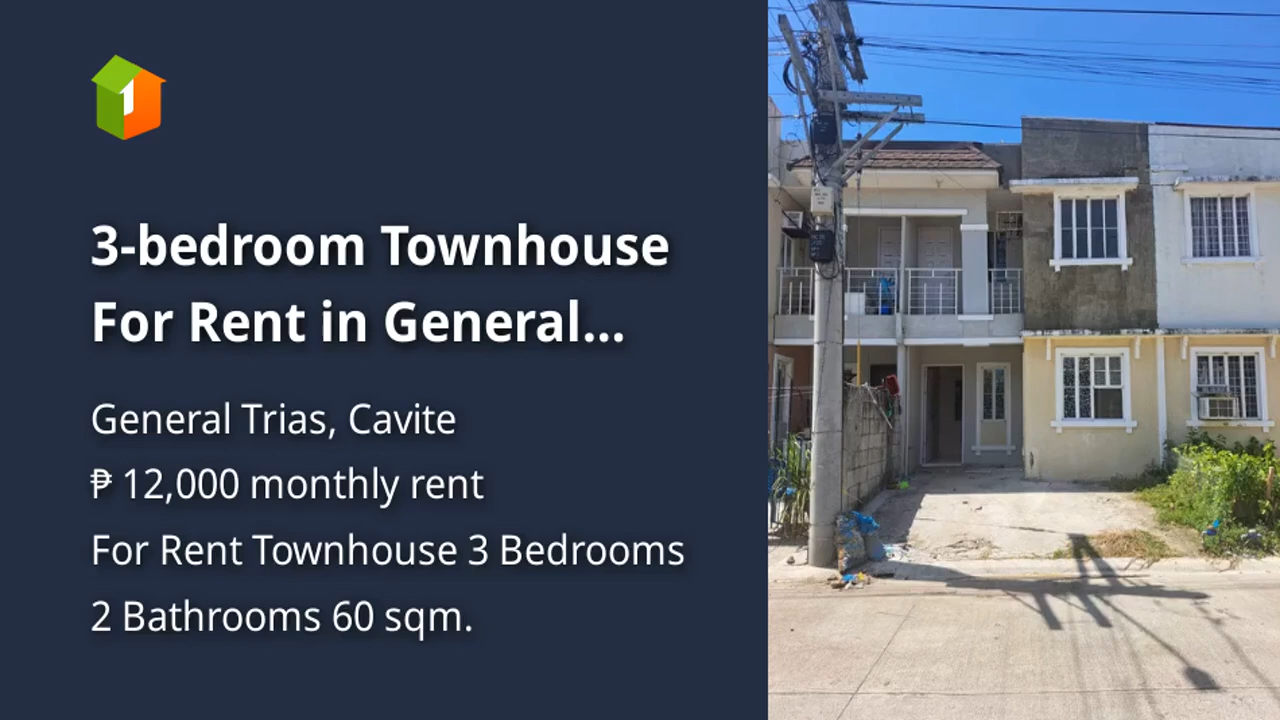 3-bedroom Townhouse
For Rent in General...
General Trias, Cavite
₱ 12,000 monthly rent
For Rent Townhouse 3 Bedrooms
2 Bathrooms 60 sqm.